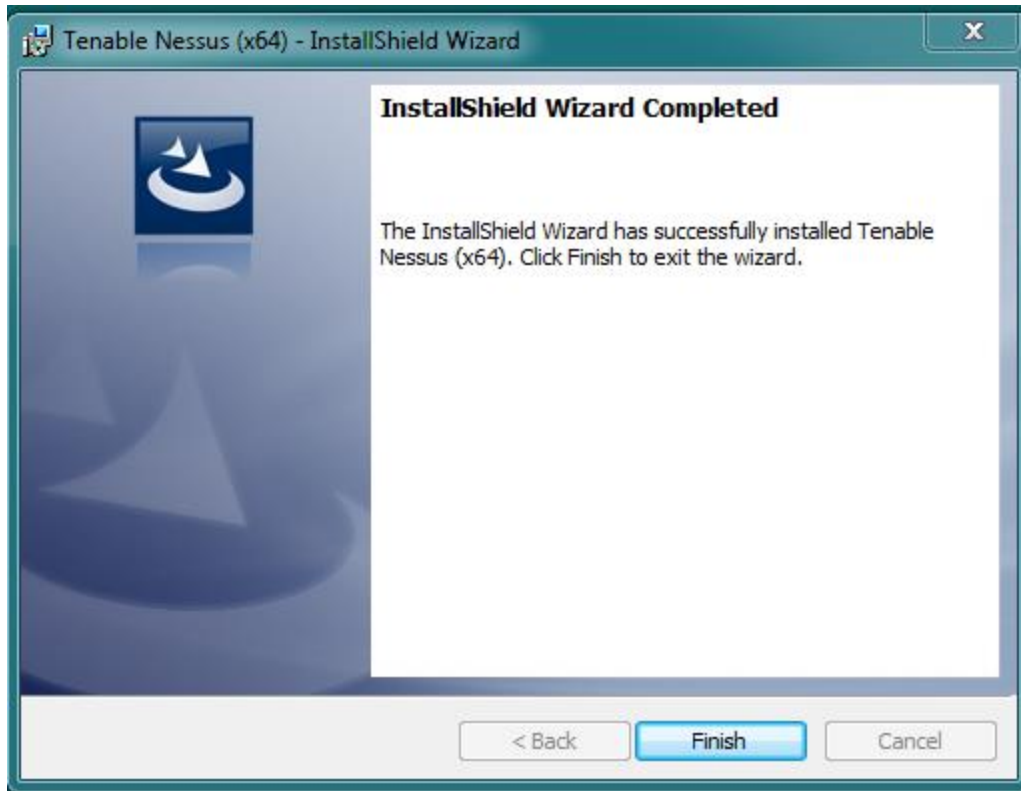 Tenable Nessus (x64) - InstallShield Wizard
InstallShield Wizard Completed
The InstallShield Wizard has successfully installed Tenable
Nessus (x64). Click Finish to exit the wizard.
< Back
Finish
Cancel